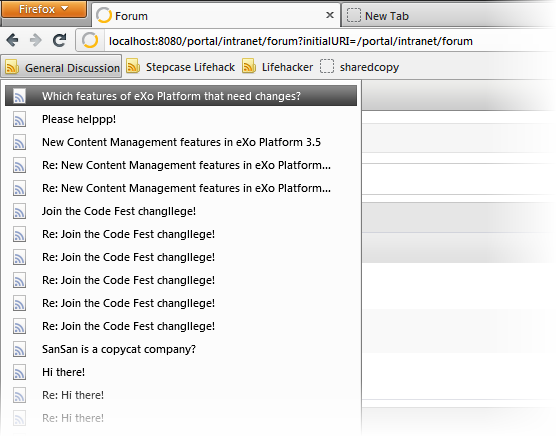 Firefox
Forum
New Tab
localhost:8080/portal/intranet/forum?initialURI=/portal/intranet/forum
General Discussion
Stepcase Lifehack
Lifehacker
sharedcopy
Which features of eXo Platform that need changes?
Please helppp!
New Content Management features in eXo Platform 3.5
Re: New Content Management features in eXo Platform...
Re: New Content Management features in eXo Platform...
Join the Code Fest changllege!
Re: Join the Code Fest changllege!
Re: Join the Code Fest changllege!
Re: Join the Code Fest changllege!
Re: Join the Code Fest changllege!
Re: Join the Code Fest changllege!
SanSan is a copycat company?
Hi there!
Re: Hi there!
Re: Hi there!